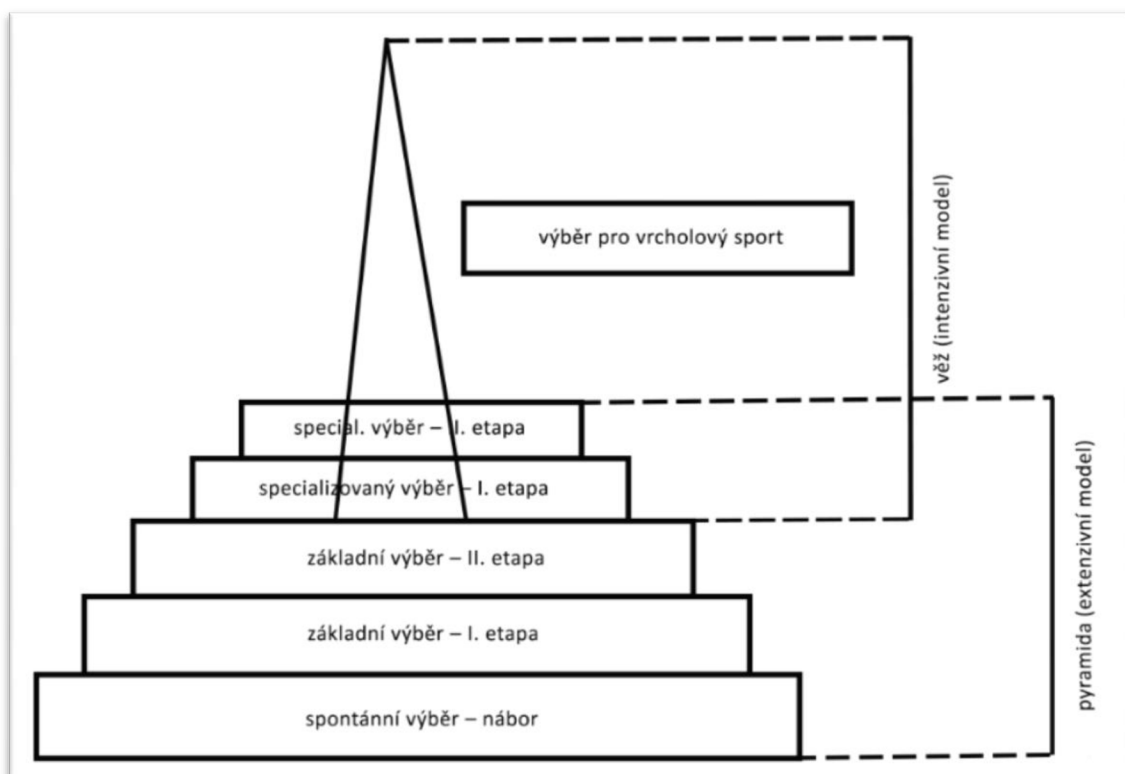 výběr pro vrcholový sport
věž (intenzivní model)
special. výběr – II. etapa
specializovaný výběr – I. etapa
základní výběr – II. etapa
základní výběr – I. etapa
spontánní výběr – nábor
pyramida (extenzivní model)